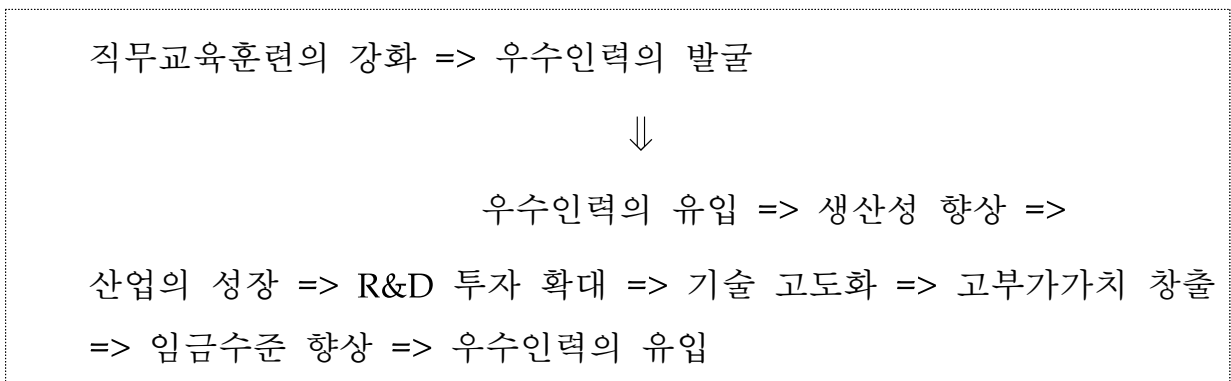 직무교육훈련의 강화 => 우수인력의 발굴
⇓
우수인력의 유입 => 생산성 향상 =>
산업의 성장 => R&D 투자 확대 => 기술 고도화 => 고부가가치 창출
=> 임금수준 향상 => 우수인력의 유입